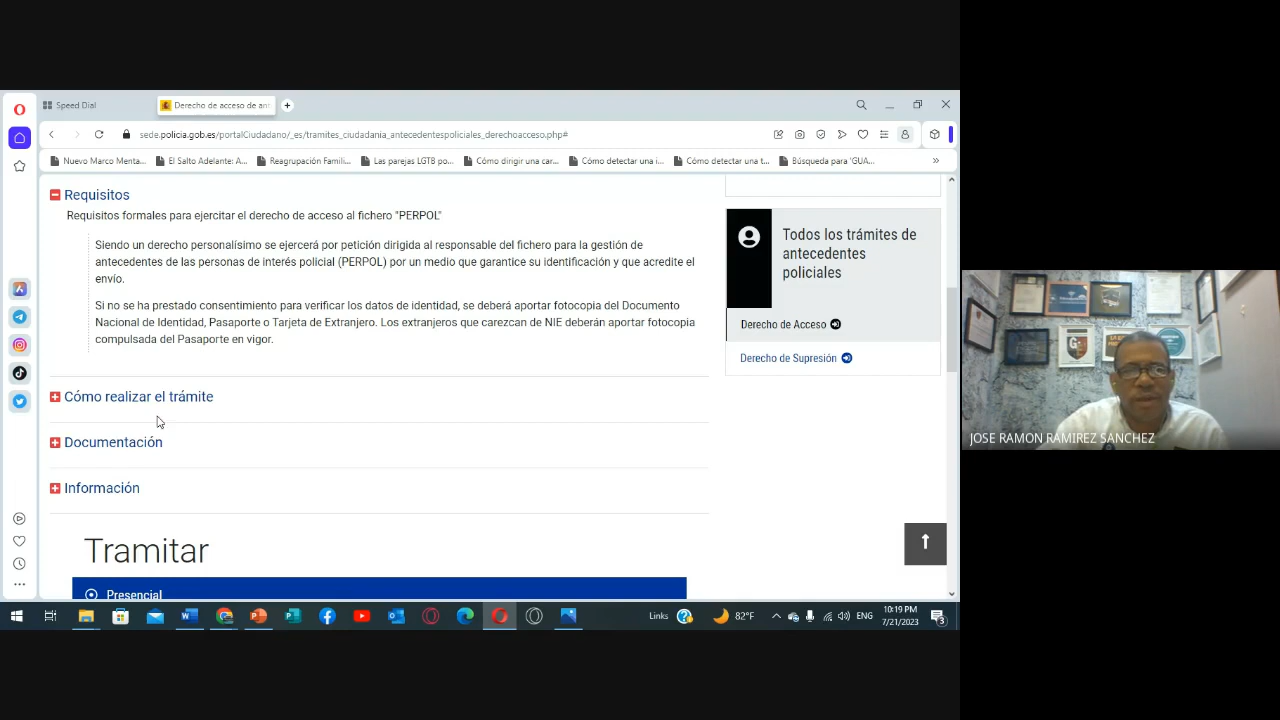 Speed Dial
Derecho de acceso de an
sede.policia.gob.es/portalCiudadano/_es/tramites_ciudadania_antecedentespoliciales_derechoacceso.php#
Nuevo Marco Menta...
El Salto Adelante: A...
Reagrupación Famili...
Las parejas LGTB po...
Cómo dirigir una car...
Cómo detectar una i...
Cómo detectar una t...
Búsqueda para 'GUA...
»
Requisitos
Requisitos formales para ejercitar el derecho de acceso al fichero "PERPOL"
Siendo un derecho personalísimo se ejercerá por petición dirigida al responsable del fichero para la gestión de
antecedentes de las personas de interés policial (PERPOL) por un medio que garantice su identificación y que acredite el
envío.
Si no se ha prestado consentimiento para verificar los datos de identidad, se deberá aportar fotocopia del Documento
Nacional de Identidad, Pasaporte o Tarjeta de Extranjero. Los extranjeros que carezcan de NIE deberán aportar fotocopia
compulsada del Pasaporte en vigor.
Cómo realizar el trámite
Documentación
Información
Tramitar
Presencial
Todos los trámites de
antecedentes
policiales
Derecho de Acceso
Derecho de Supresión
JOSE RAMON RAMIREZ SANCHEZ
Links
82°F
ENG
10:19 PM
7/21/2023
3